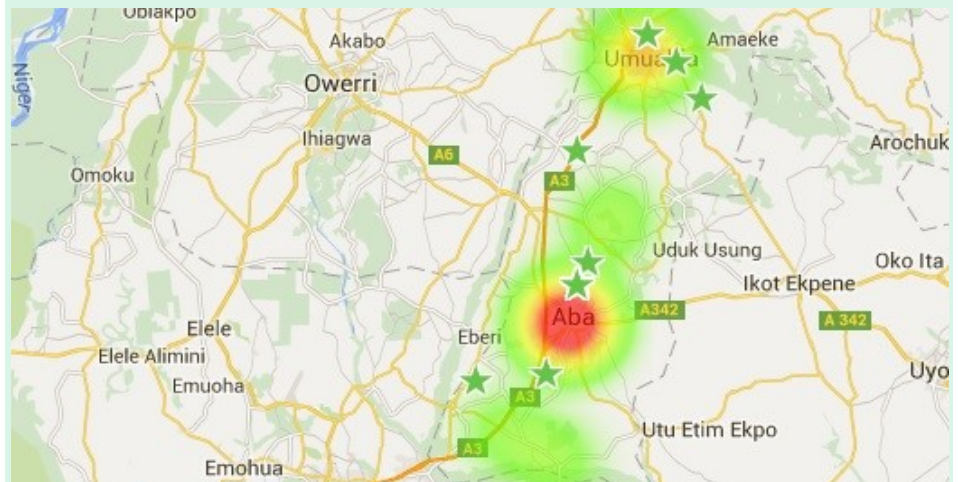 Obiakpo
Akabo
Amaeke
Umuahia
Niger
Owerri
Ihiagwa
A6
Arochuk
Omoku
A3
Uduk Usung
Oko Ita
Ikot Ekpene
Aba
A342
A 342
Elele
Eberi
Elele Alimini
Uyo
Emuoha
A3
Utu Etim Ekpo
A3
Emohua